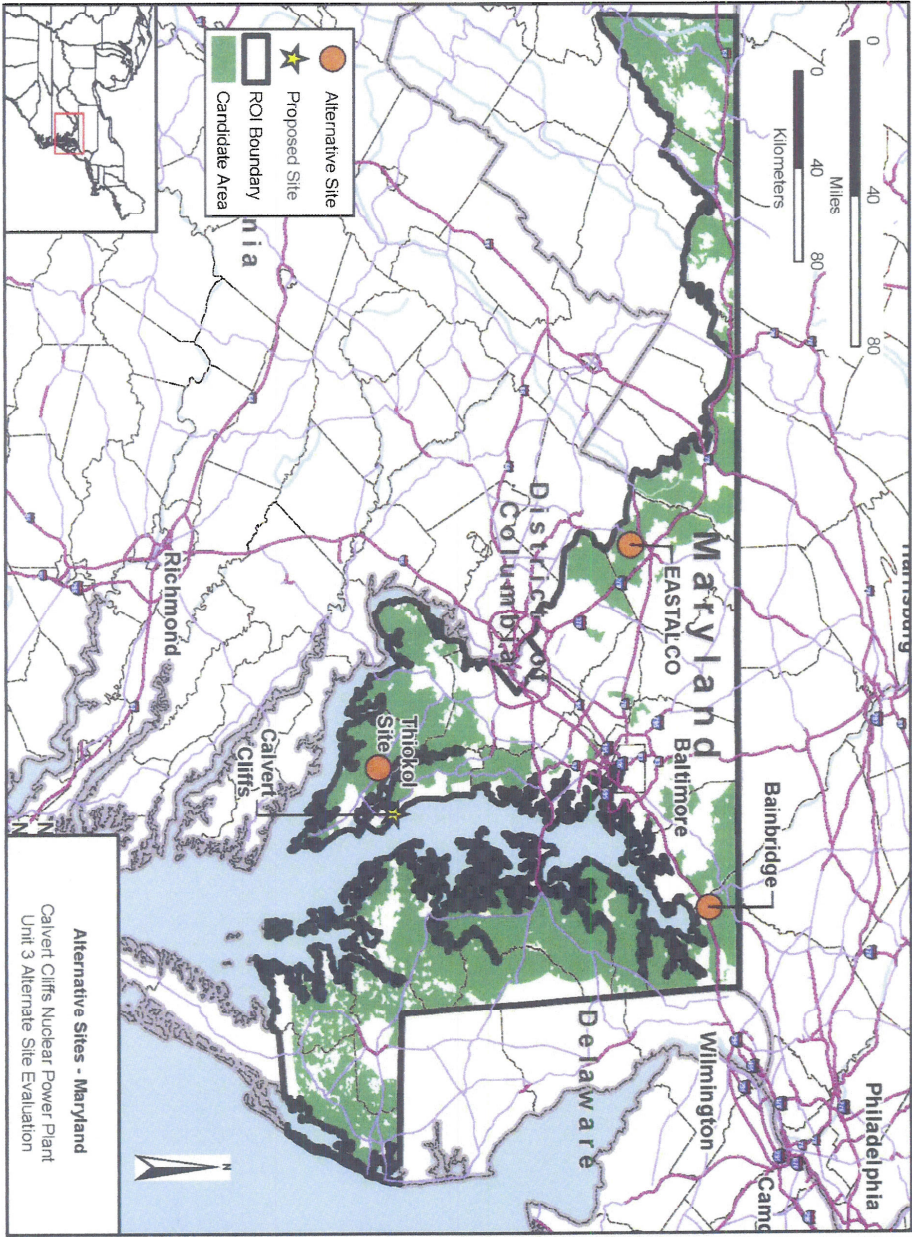 Harrisburg
Philadelphia
Camd
Wilmington
Bainbridge
Maryland
Baltimore
EASTALCO
Delaware
District
Columbia
Thiokol
Site
Calvert
Cliffs
Richmond
nia
0 40 80
Miles
0 40 80
Kilometers
Alternative Site
Proposed Site
ROI Boundary
Candidate Area
N
Alternative Sites - Maryland
Calvert Cliffs Nuclear Power Plant
Unit 3 Alternate Site Evaluation